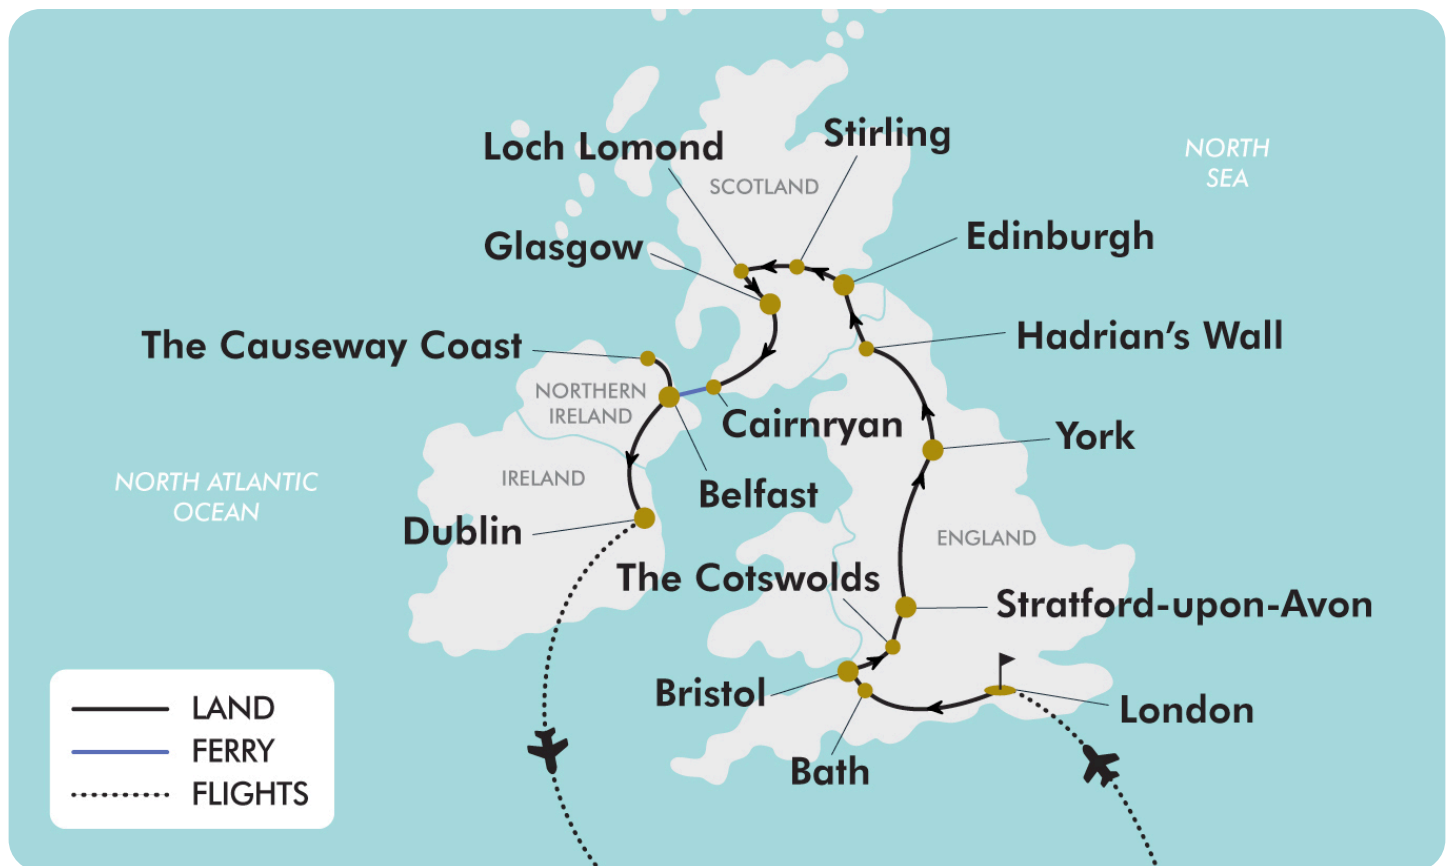 Stirling
Loch Lomond
NORTH
SEA
SCOTLAND
Edinburgh
Glasgow
Hadrian’s Wall
The Causeway Coast
NORTHERN
IRELAND
Cairnryan
York
IRELAND
NORTH ATLANTIC
OCEAN
Belfast
Dublin
ENGLAND
The Cotswolds
Stratford-upon-Avon
Bristol
London
Bath
LAND
FERRY
FLIGHTS